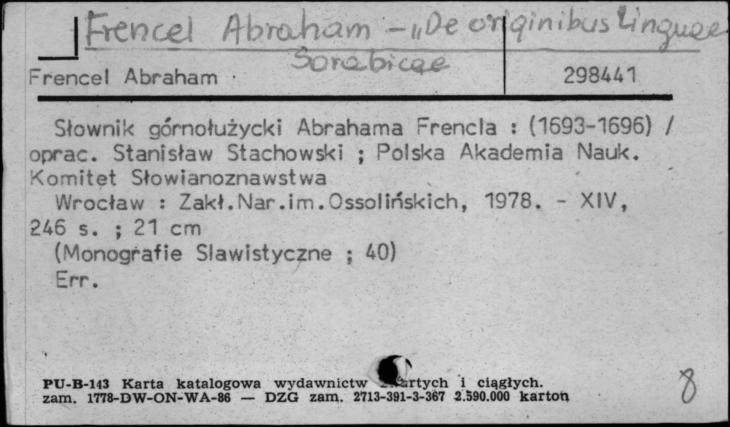 Frencel Abraham - „De originibus linguae
Sorabicae
Frencel Abraham 298441
Słownik górnołużycki Abrahama Frencla : (1693-1696) /
oprac. Stanisław Stachowski ; Polska Akademia Nauk.
Komitet Słowianoznawstwa
Wrocław : Zakł.Nar.im.Ossolińskich, 1978. - XIV,
246 s. ; 21 cm
(Monografie Slawistyczne ; 40)
Err.
PU-B-143 Karta katalogowa wydawnictw i ciągłych.
zam. 1778-DW-ON-WA-86 — DZG zam. 2713-391-3-367 2.590.000 karton
8